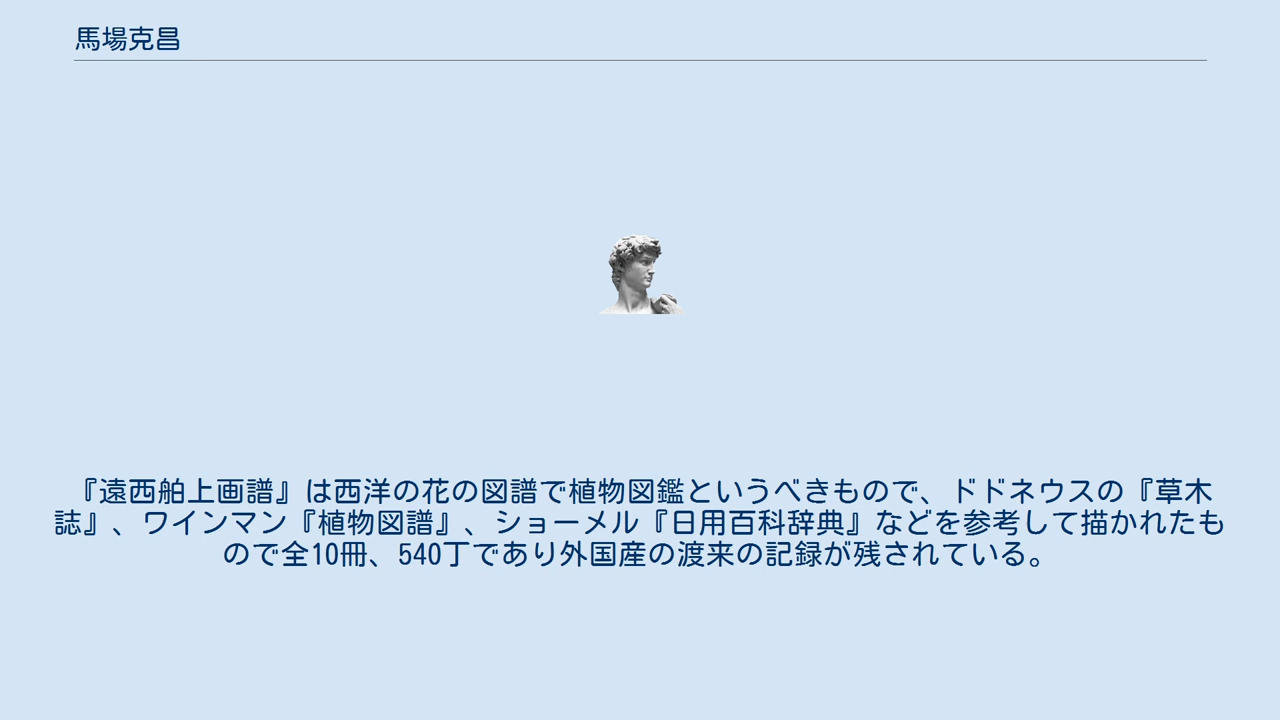 馬場克昌
『遠西舶上画譜』は西洋の花の図譜で植物図鑑というべきもので、ドドネウスの『草木
誌』、ワインマン『植物図譜』、ショーメル『日用百科辞典』などを参考して描かれたも
ので全10冊、540丁であり外国産の渡来の記録が残されている。